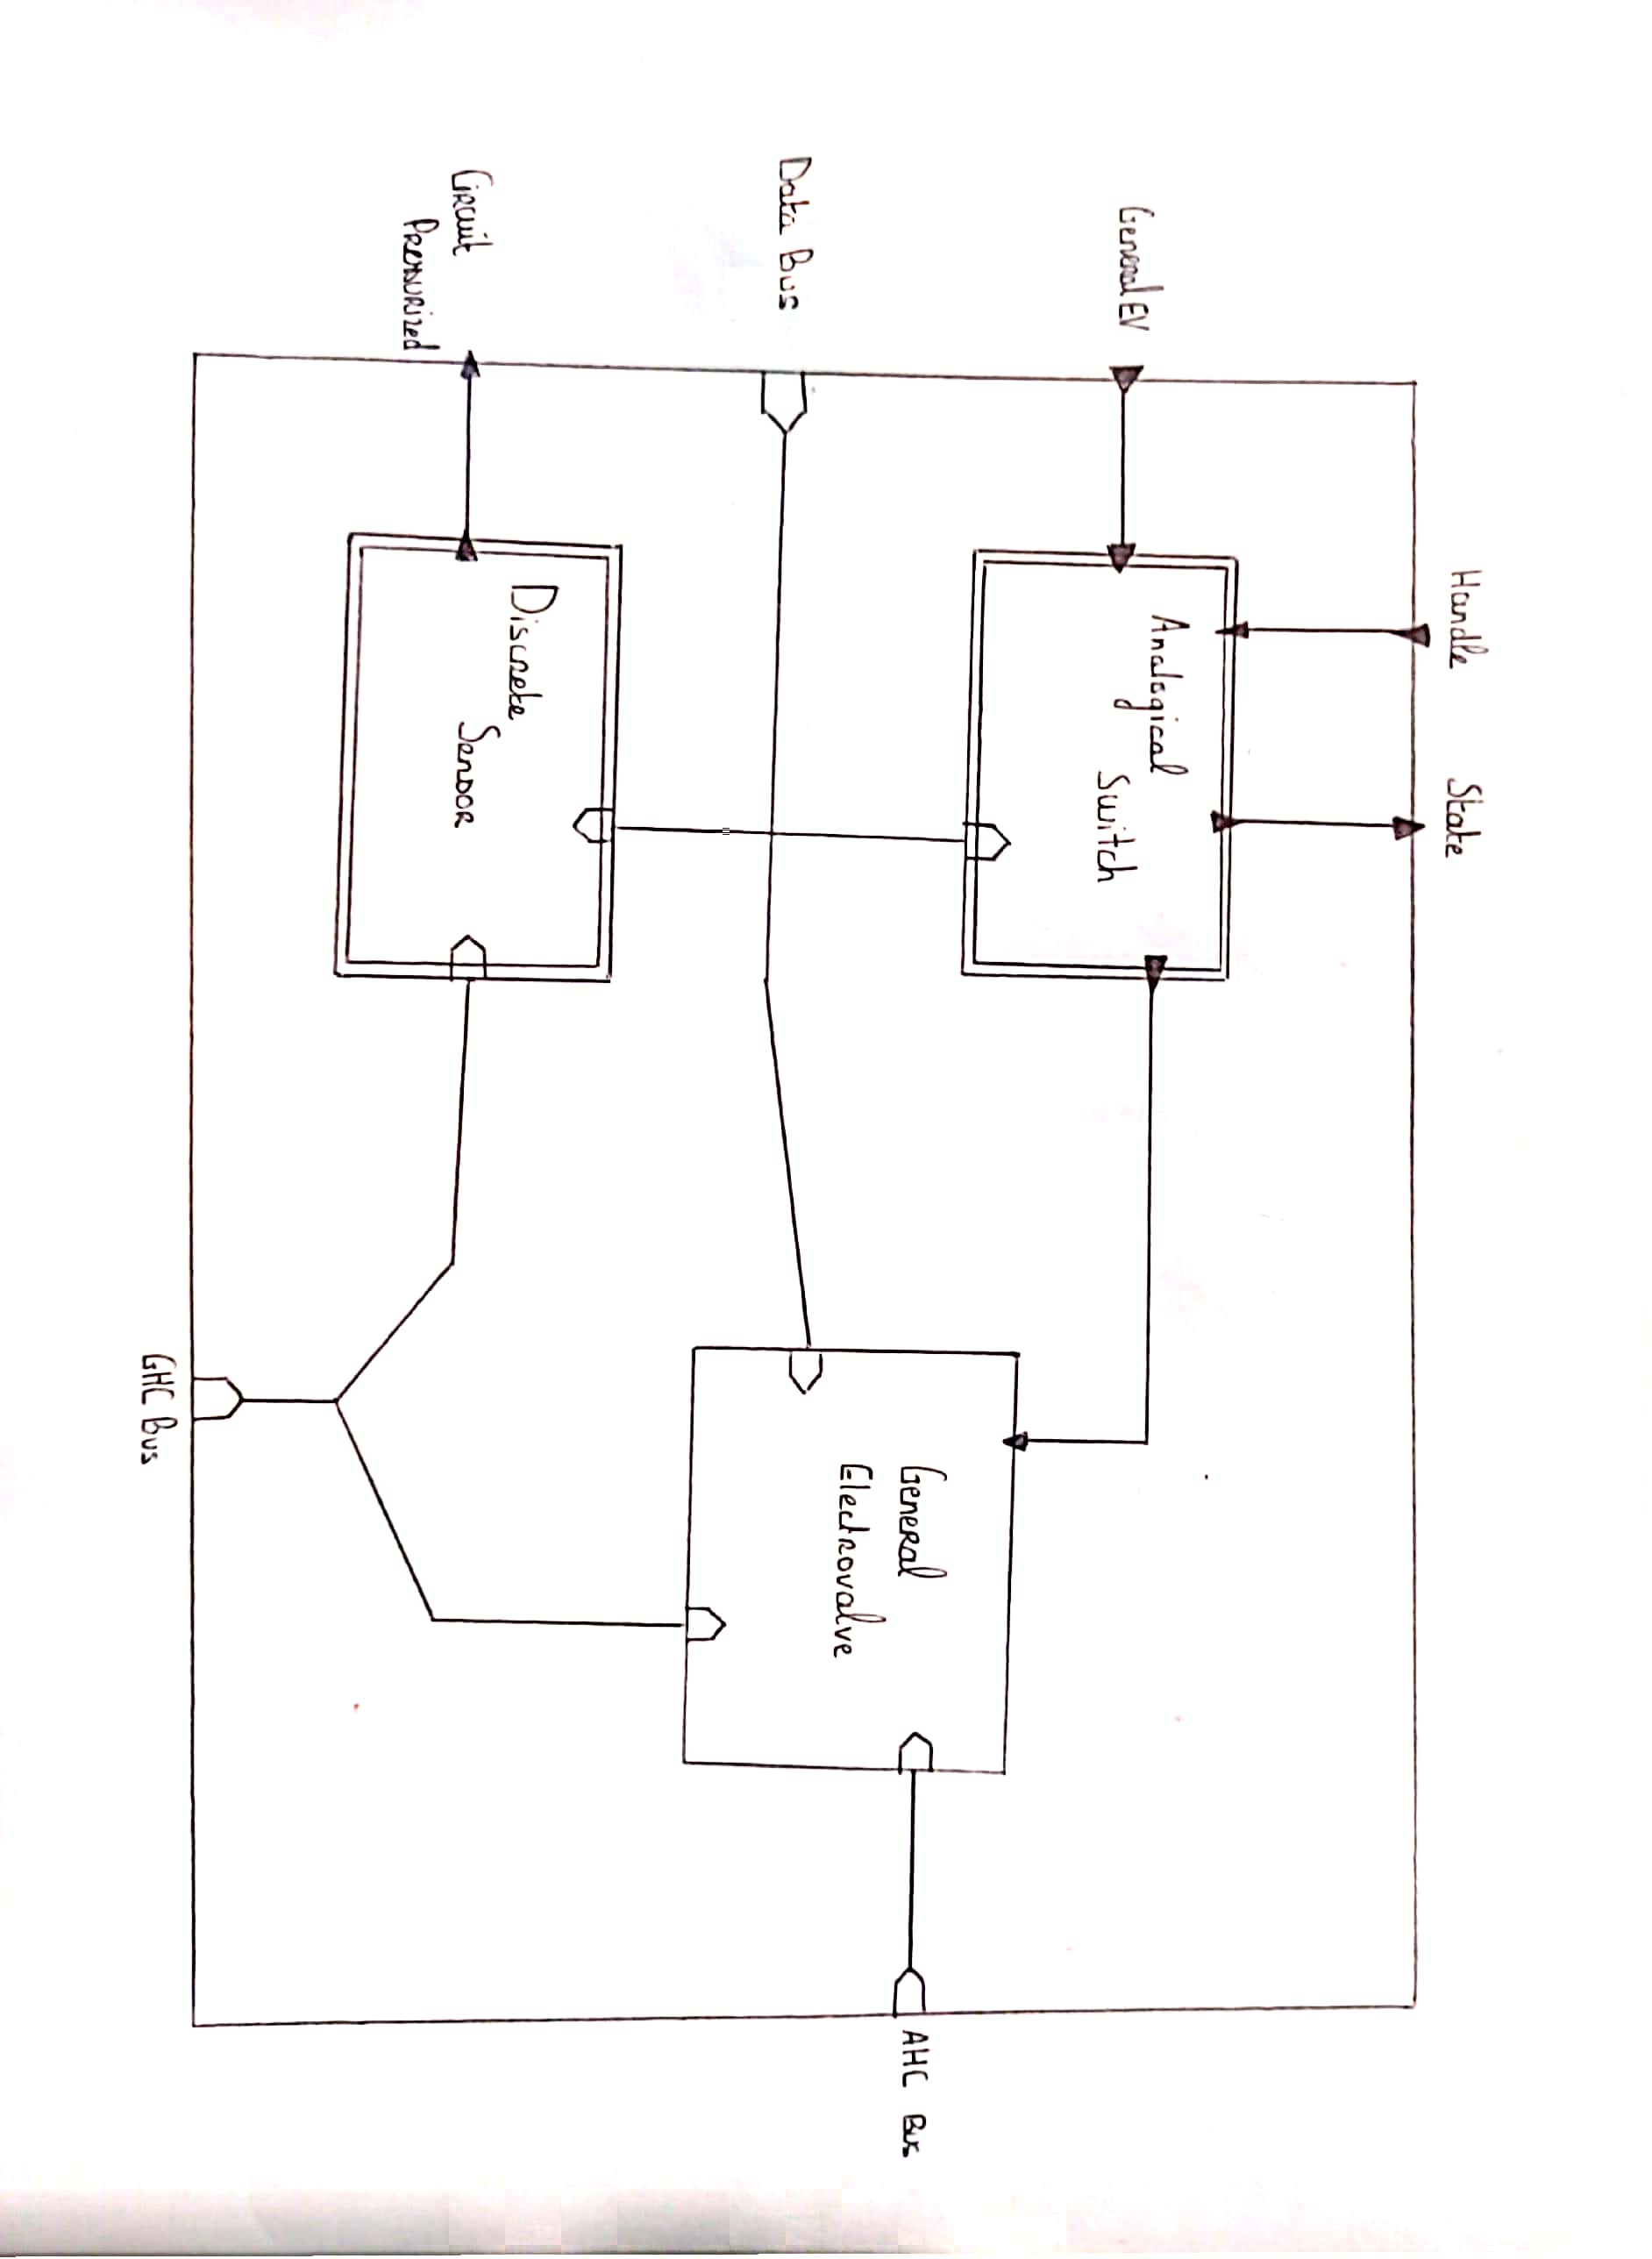 Handle
State
General EV
Analogical
Switch
General
Electrovalve
AHC Bus
Data Bus
Discrete
Sensor
Circuit
Pressurized
GHC Bus